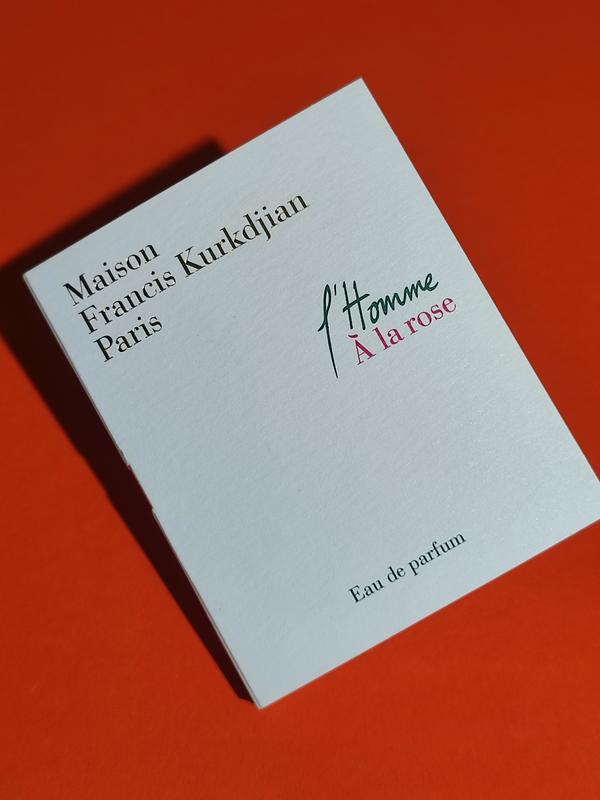 Maison
Francis Kurkdjian
Paris
l'Homme
À la rose
Eau de parfum